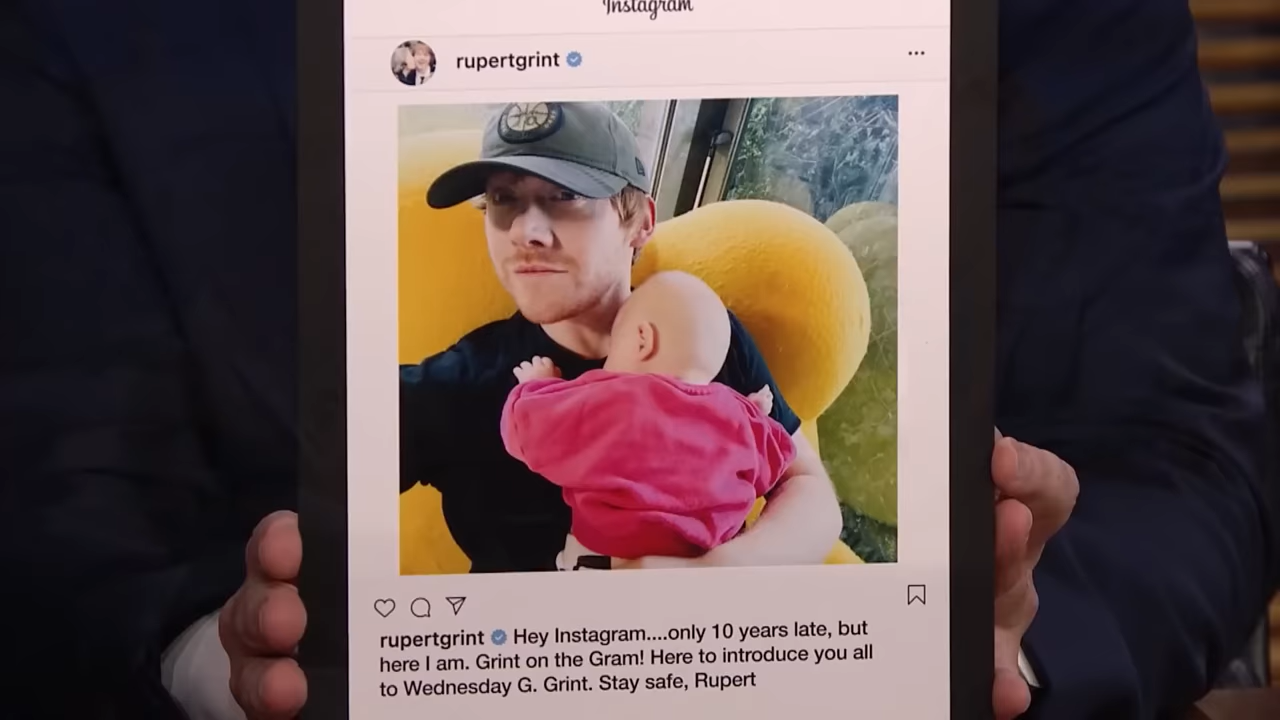 Instagram
rupertgrint
rupertgrint Hey Instagram....only 10 years late, but
here I am. Grint on the Gram! Here to introduce you all
to Wednesday G. Grint. Stay safe, Rupert